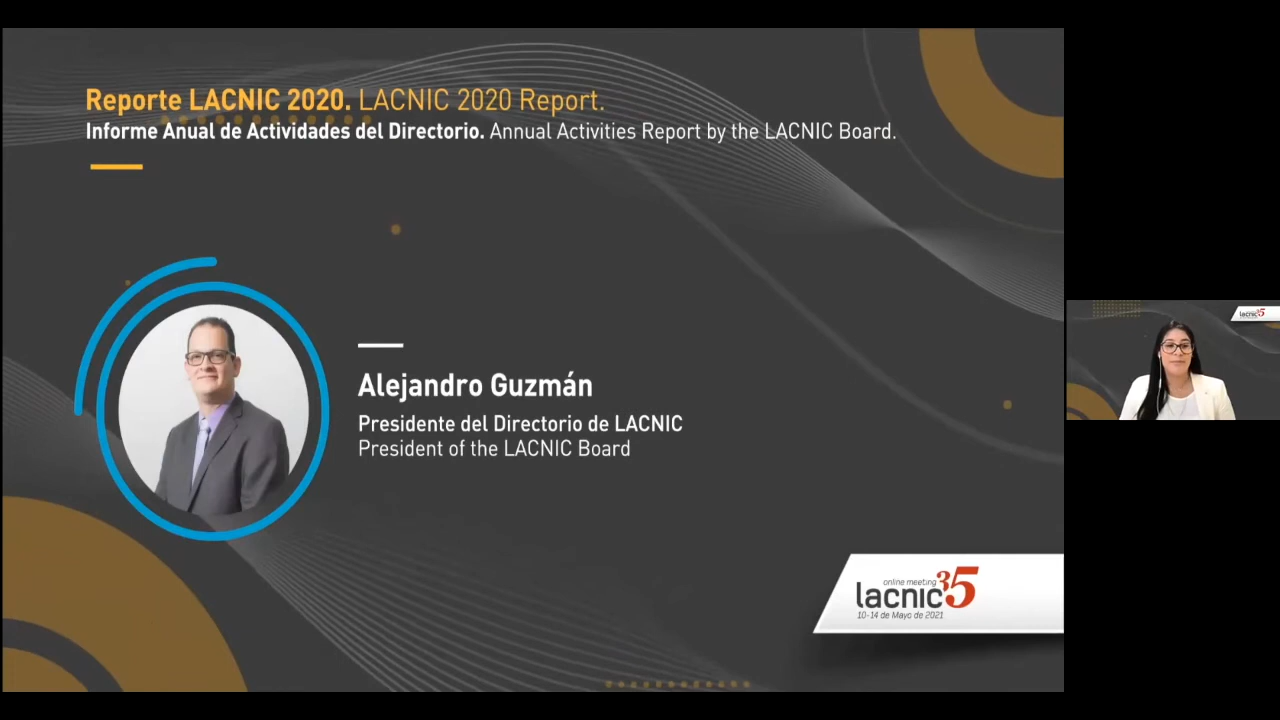 Reporte LACNIC 2020. LACNIC 2020 Report.
Informe Anual de Actividades del Directorio. Annual Activities Report by the LACNIC Board.
Alejandro Guzmán
Presidente del Directorio de LACNIC
President of the LACNIC Board
online meeting
lacnic35
10-14 de Mayo de 2021
lacnic35